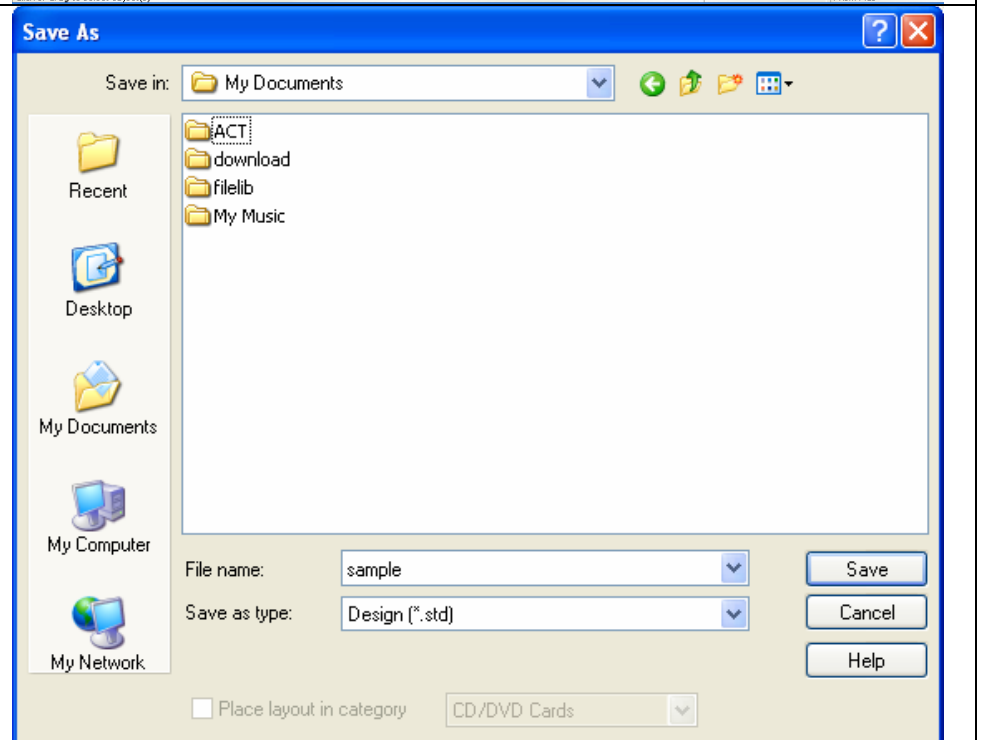 Save As
Save in: My Documents
ACT
download
filelib
My Music
Recent
Desktop
My Documents
My Computer
My Network
File name: sample Save
Save as type: Design (*.std) Cancel
Help
Place layout in category CD/DVD Cards